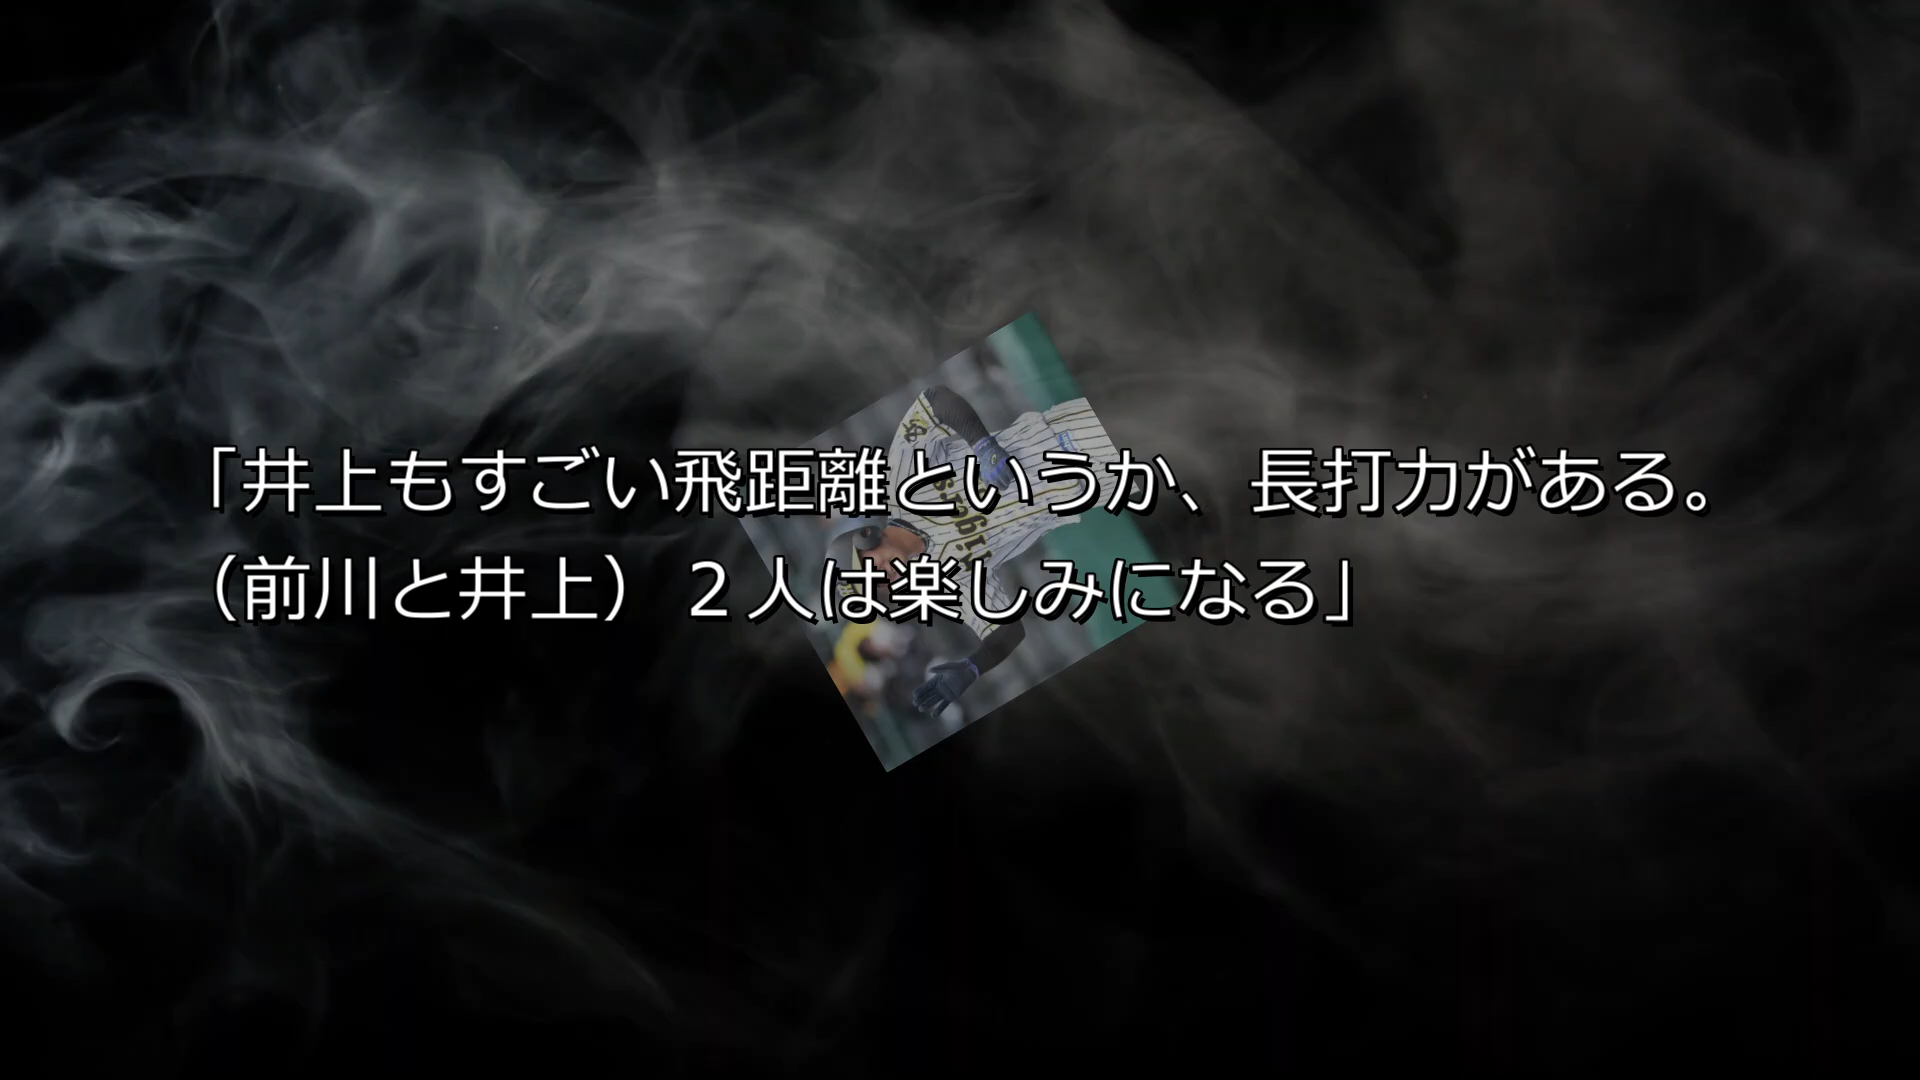 「井上もすごい飛距離というか、長打力がある。
（前川と井上）２人は楽しみになる」
Tigers